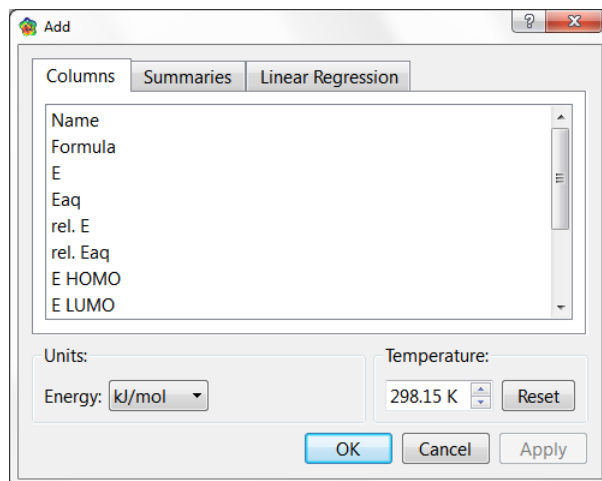 Add
Columns Summaries Linear Regression
Name
Formula
E
Eaq
rel. E
rel. Eaq
E HOMO
E LUMO
Units: Temperature:
Energy: kJ/mol 298.15 K Reset
OK Cancel Apply